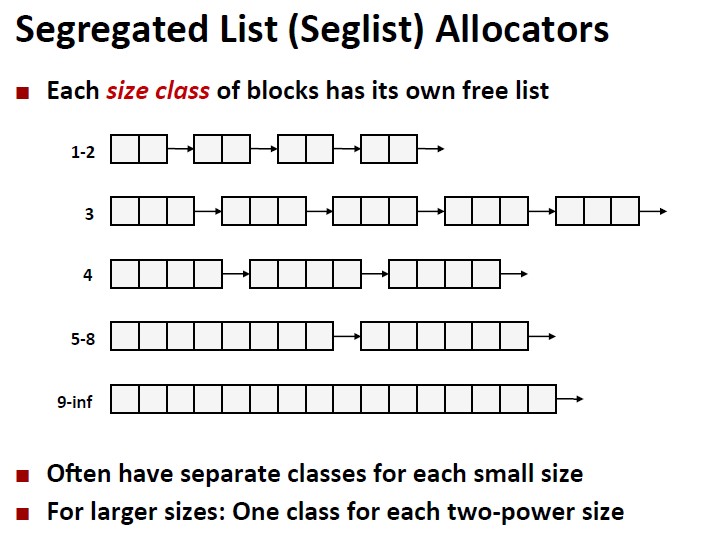 Segregated List (Seglist) Allocators
■ Each size class of blocks has its own free list
1-2
3
4
5-8
9-inf
■ Often have separate classes for each small size
■ For larger sizes: One class for each two-power size